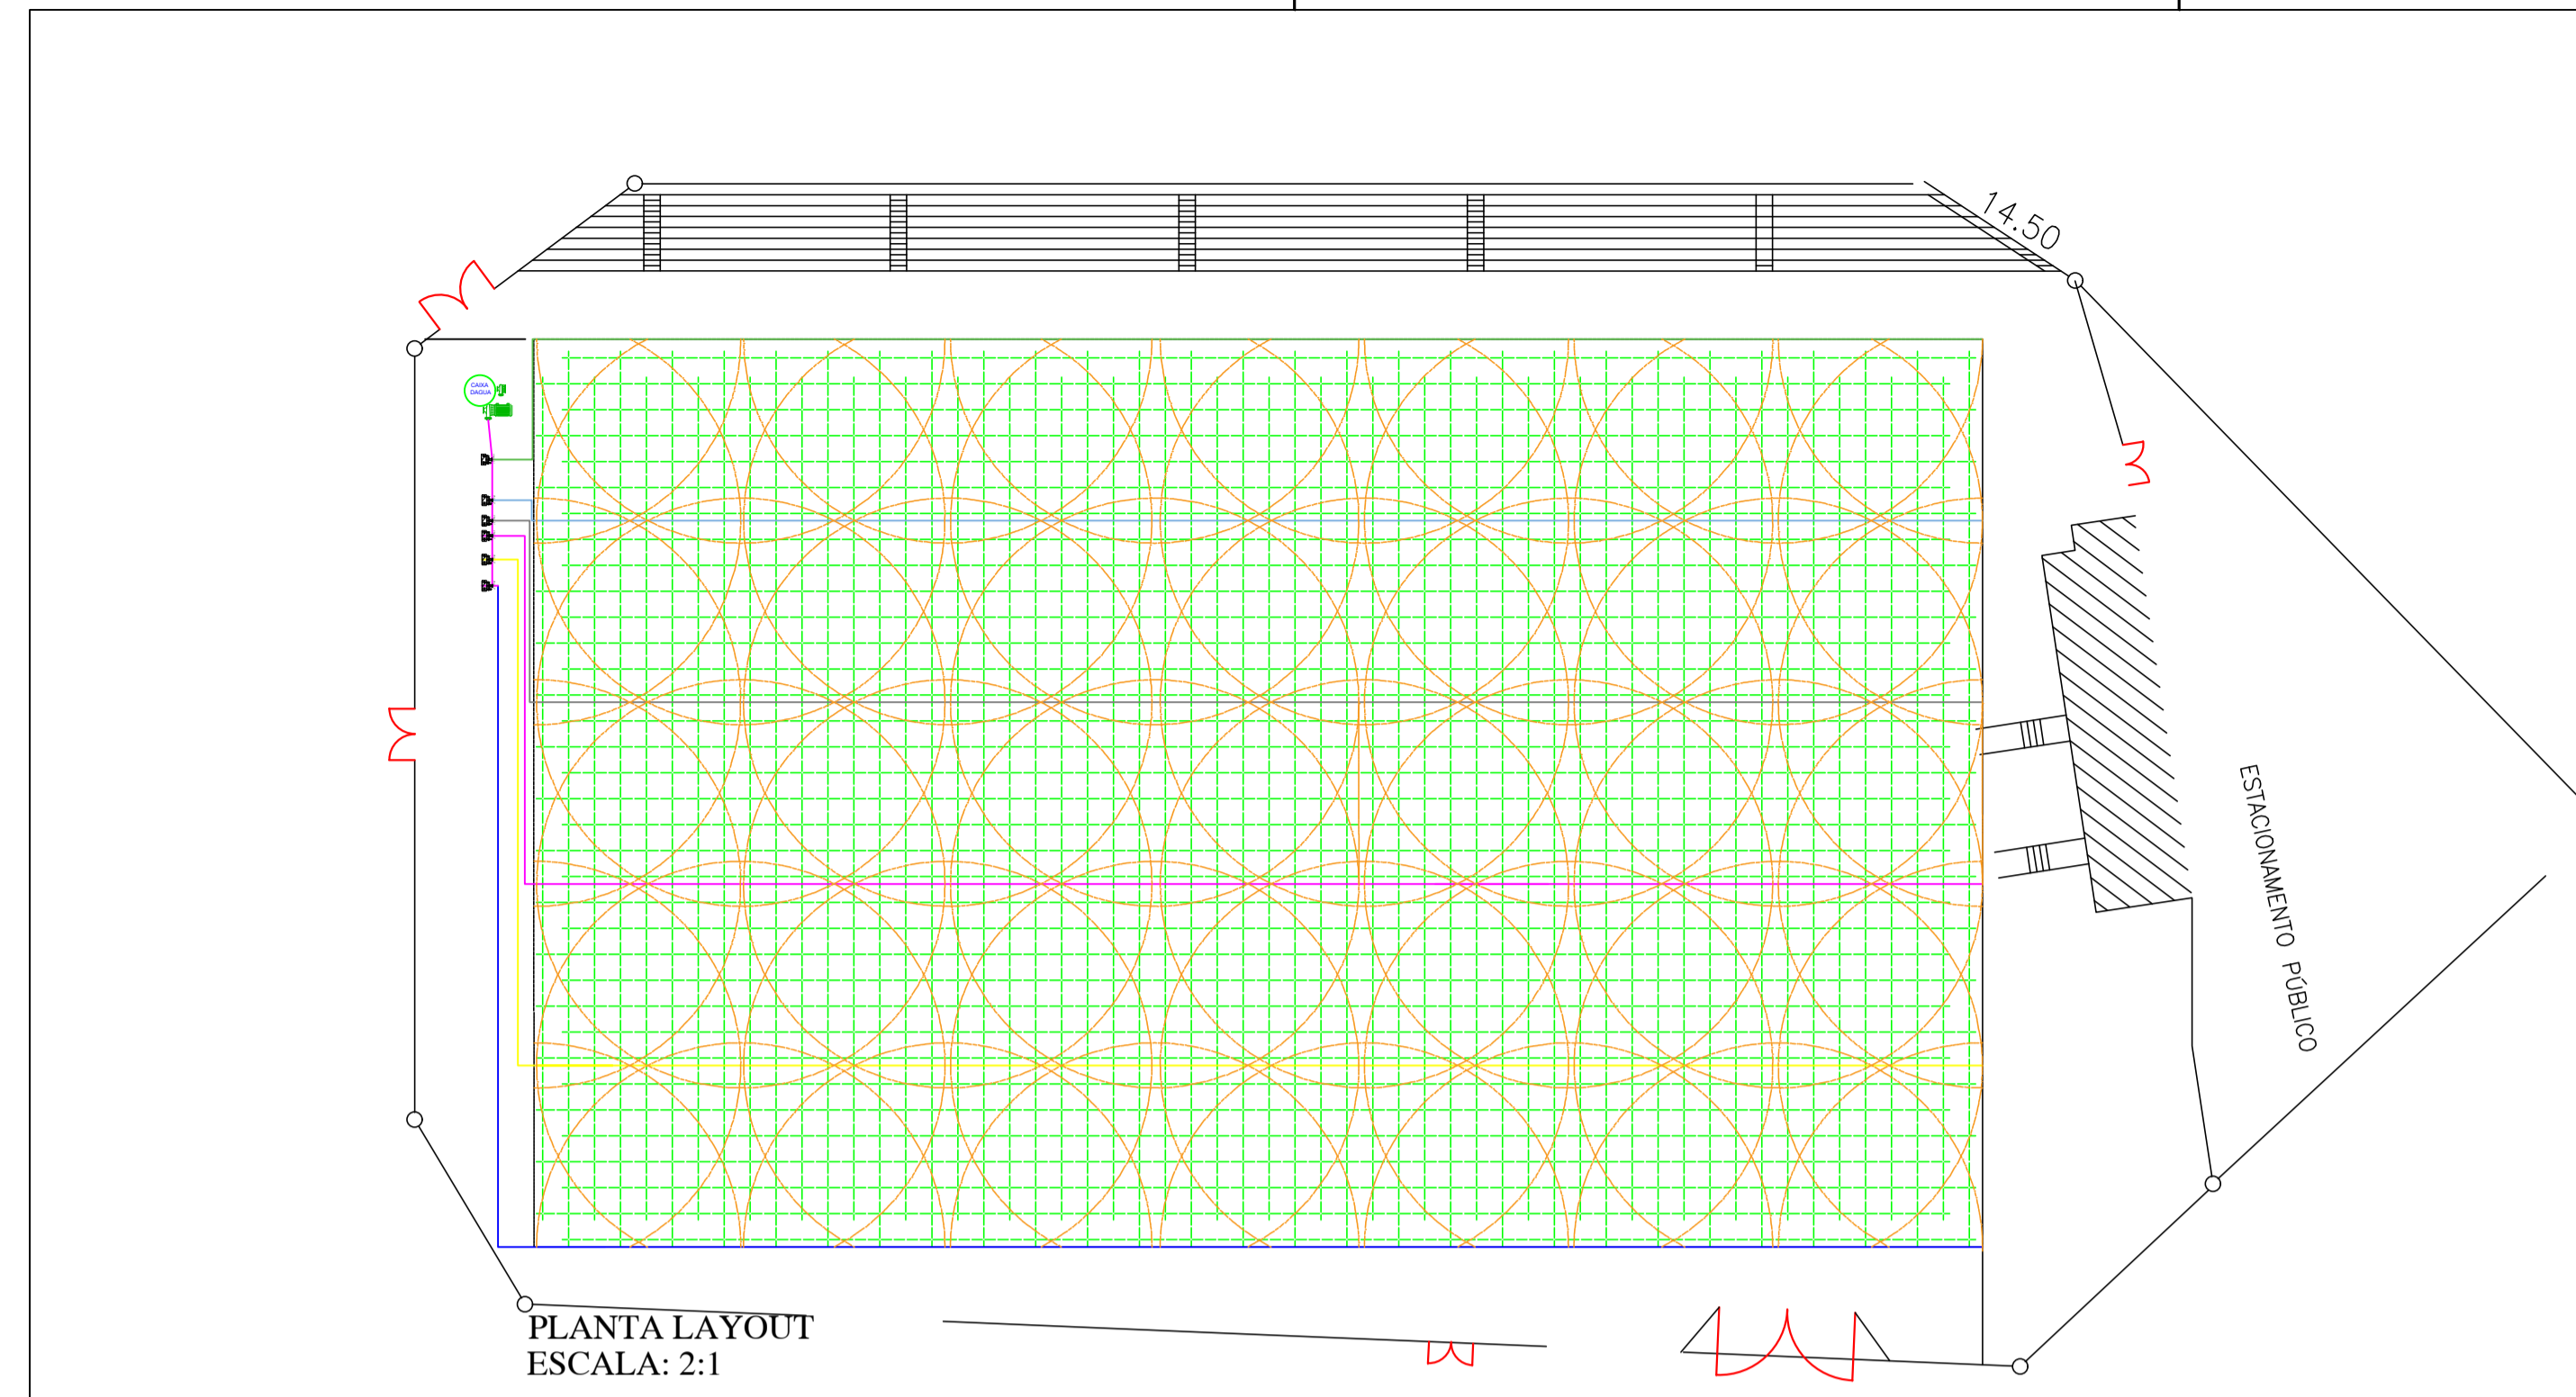 14.50
CAIXA
DAGUA
ESTACIONAMENTO PÚBLICO
PLANTA LAYOUT
ESCALA: 2:1